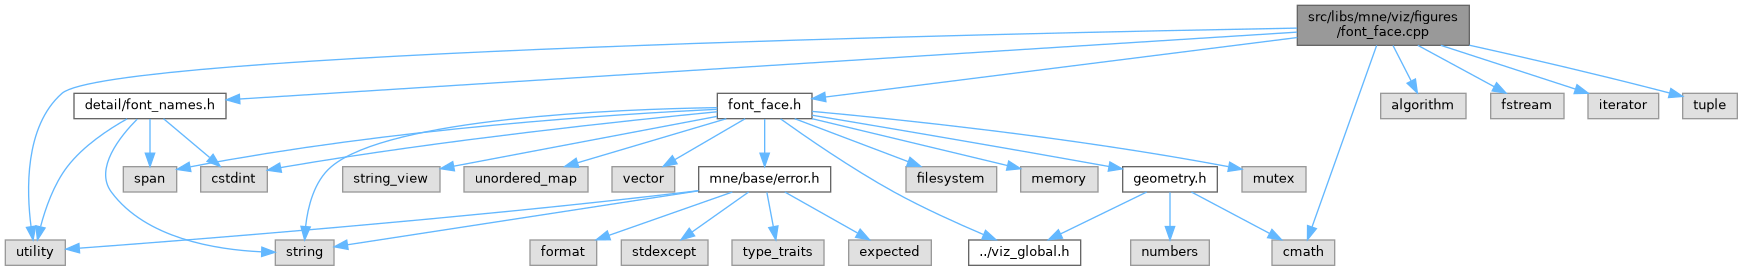 src/libs/mne/viz/figures
/font_face.cpp
detail/font_names.h
font_face.h
algorithm
fstream
iterator
tuple
span
cstdint
string_view
unordered_map
vector
mne/base/error.h
filesystem
memory
geometry.h
mutex
utility
string
format
stdexcept
type_traits
expected
../viz_global.h
numbers
cmath